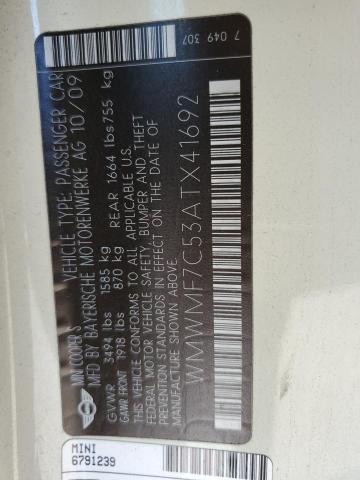 MINI COOPER S VEHICLE TYPE: PASSENGER CAR
MFD BY BAYERISCHE MOTORENWERKE AG 10/09
GVWR 3494 lbs 1585 kg
GAWR FRONT 1918 lbs 870 kg REAR 1664 lbs 755 kg
THIS VEHICLE CONFORMS TO ALL APPLICABLE U.S.
FEDERAL MOTOR VEHICLE SAFETY, BUMPER AND THEFT
PREVENTION STANDARDS IN EFFECT ON THE DATE OF
MANUFACTURE SHOWN ABOVE.
WMWMF7C53ATX41692
7 049 307
MINI
6791239